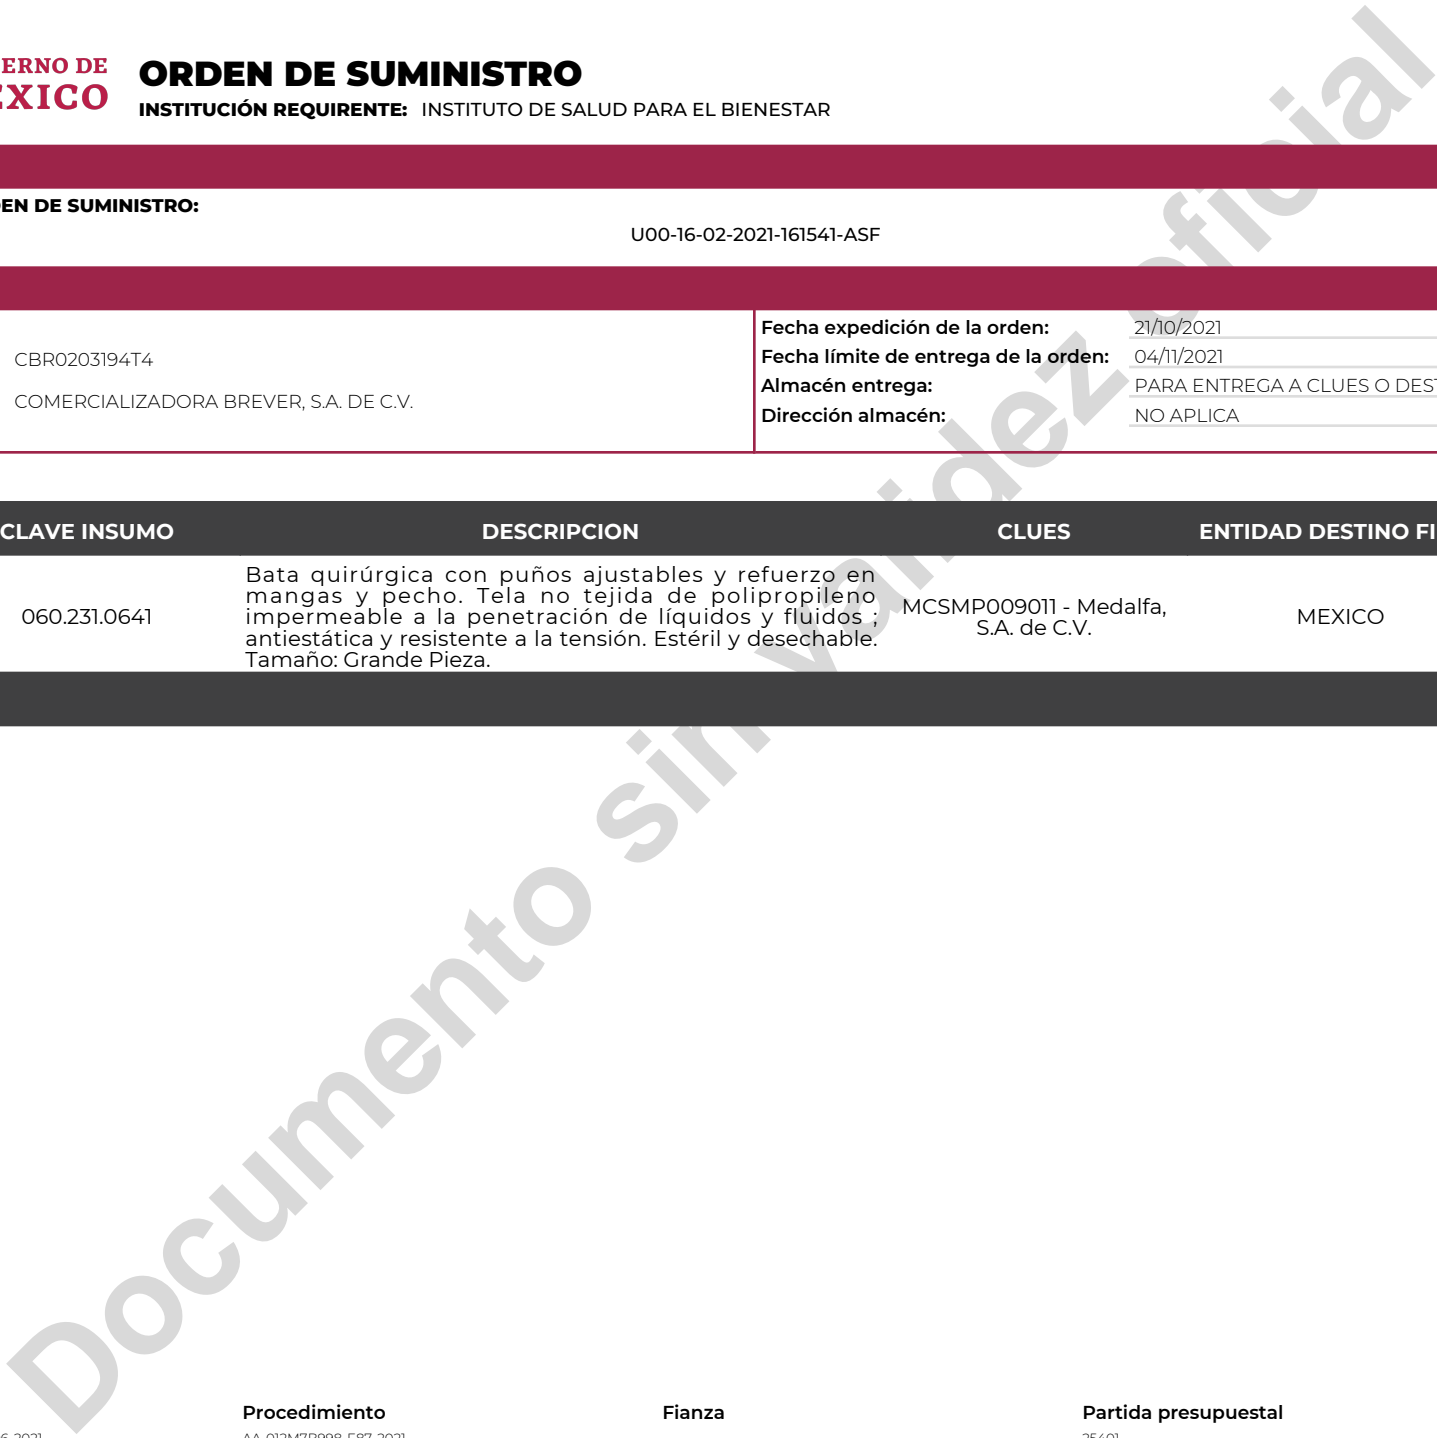 ERNO DE
EXICO
ORDEN DE SUMINISTRO
INSTITUCIÓN REQUIRENTE: INSTITUTO DE SALUD PARA EL BIENESTAR
EN DE SUMINISTRO:
U00-16-02-2021-161541-ASF
CBR0203194T4
COMERCIALIZADORA BREVER, S.A. DE C.V.
Fecha expedición de la orden: 21/10/2021
Fecha límite de entrega de la orden: 04/11/2021
Almacén entrega: PARA ENTREGA A CLUES O DEST
Dirección almacén: NO APLICA
CLAVE INSUMO DESCRIPCION CLUES ENTIDAD DESTINO FI
060.231.0641
Bata quirúrgica con puños ajustables y refuerzo en
mangas y pecho. Tela no tejida de polipropileno
impermeable a la penetración de líquidos y fluidos ;
antiestática y resistente a la tensión. Estéril y desechable.
Tamaño: Grande Pieza.
MCSMP009011 - Medalfa,
S.A. de C.V.
MEXICO
Documento sin validez oficial
Procedimiento Fianza Partida presupuestal